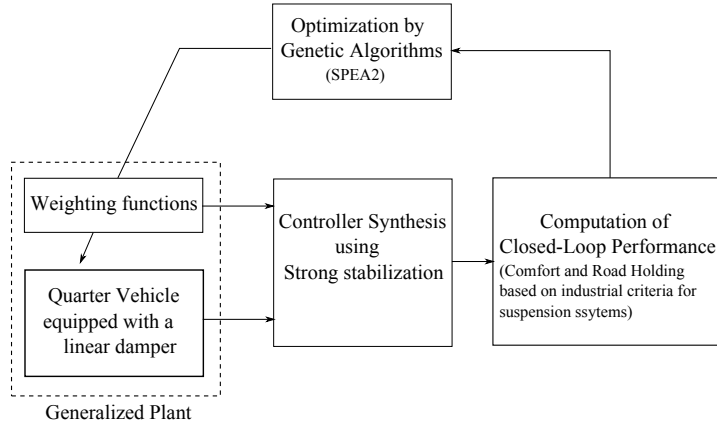 Optimization by
Genetic Algorithms
(SPEA2)
Weighting functions
Quarter Vehicle
equipped with a
linear damper
Generalized Plant
Controller Synthesis
using
Strong stabilization
Computation of
Closed-Loop Performance
(Comfort and Road Holding
based on industrial criteria for
suspension ssytems)